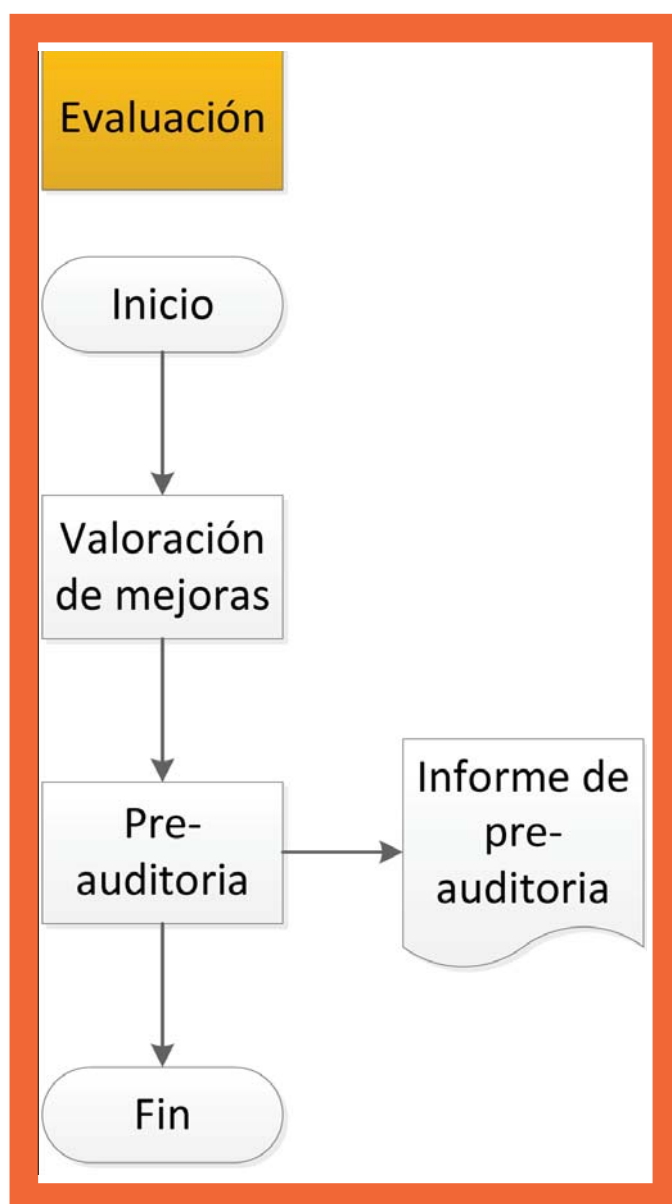 Evaluación
Inicio
Valoración
de mejoras
Pre-
auditoria
Informe de
pre-
auditoria
Fin